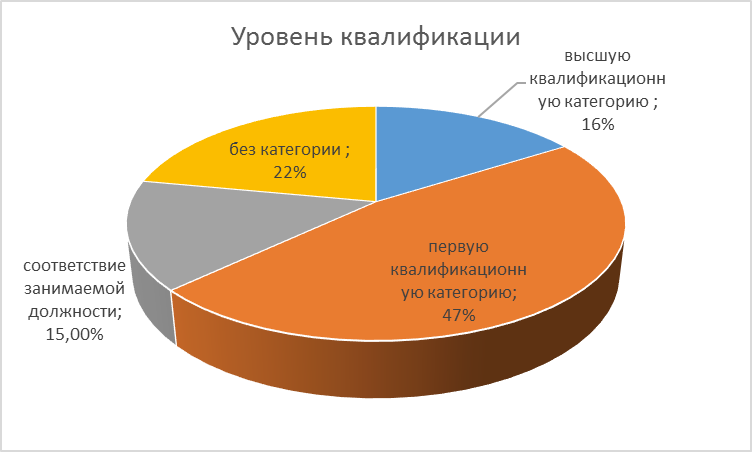 Уровень квалификации
высшую
квалификационн
ую категорию ;
16%
без категории ;
22%
первую
квалификационн
ую категорию;
47%
соответствие
занимаемой
должности;
15,00%